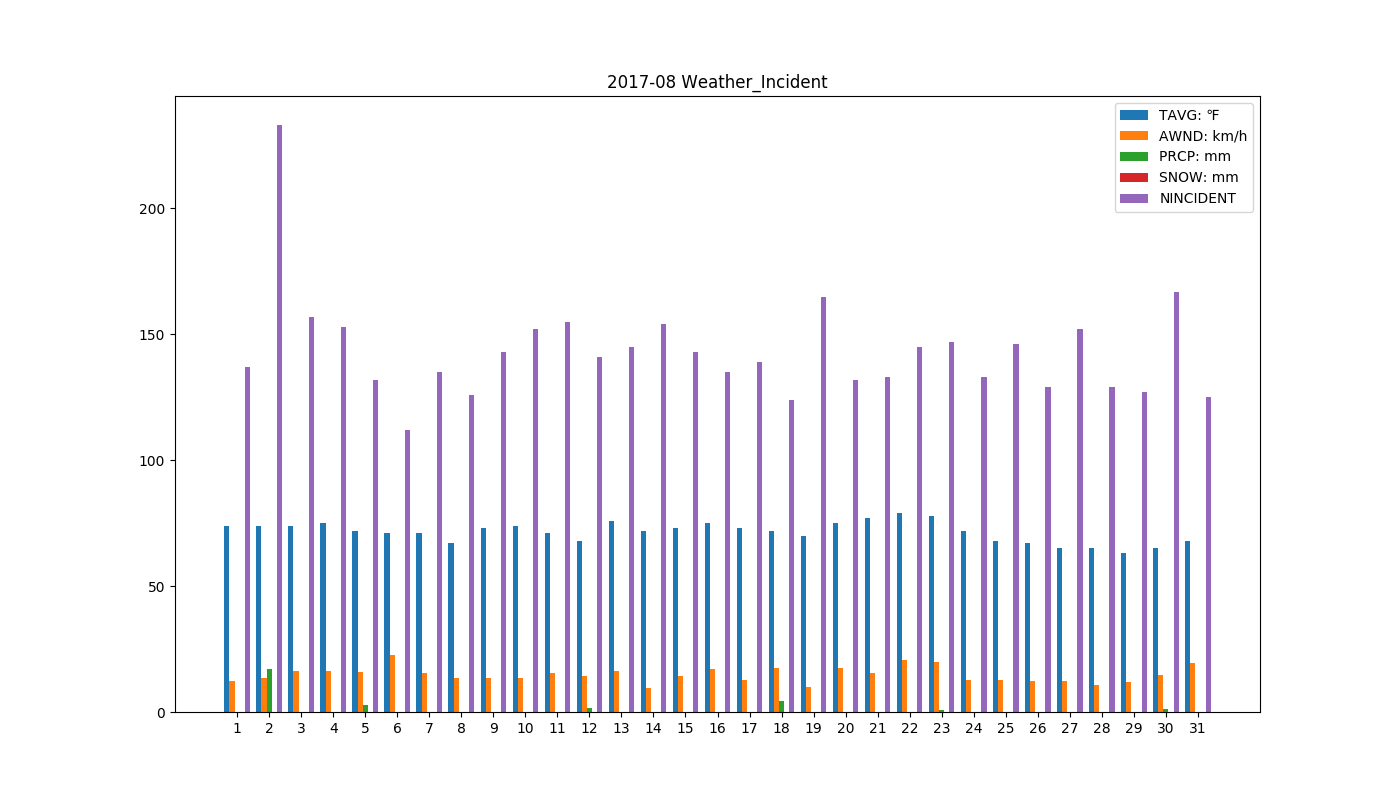 2017-08 Weather_Incident
TAVG: °F
AWND: km/h
PRCP: mm
SNOW: mm
NINCIDENT
200
150
100
50
0
1 2 3 4 5 6 7 8 9 10 11 12 13 14 15 16 17 18 19 20 21 22 23 24 25 26 27 28 29 30 31